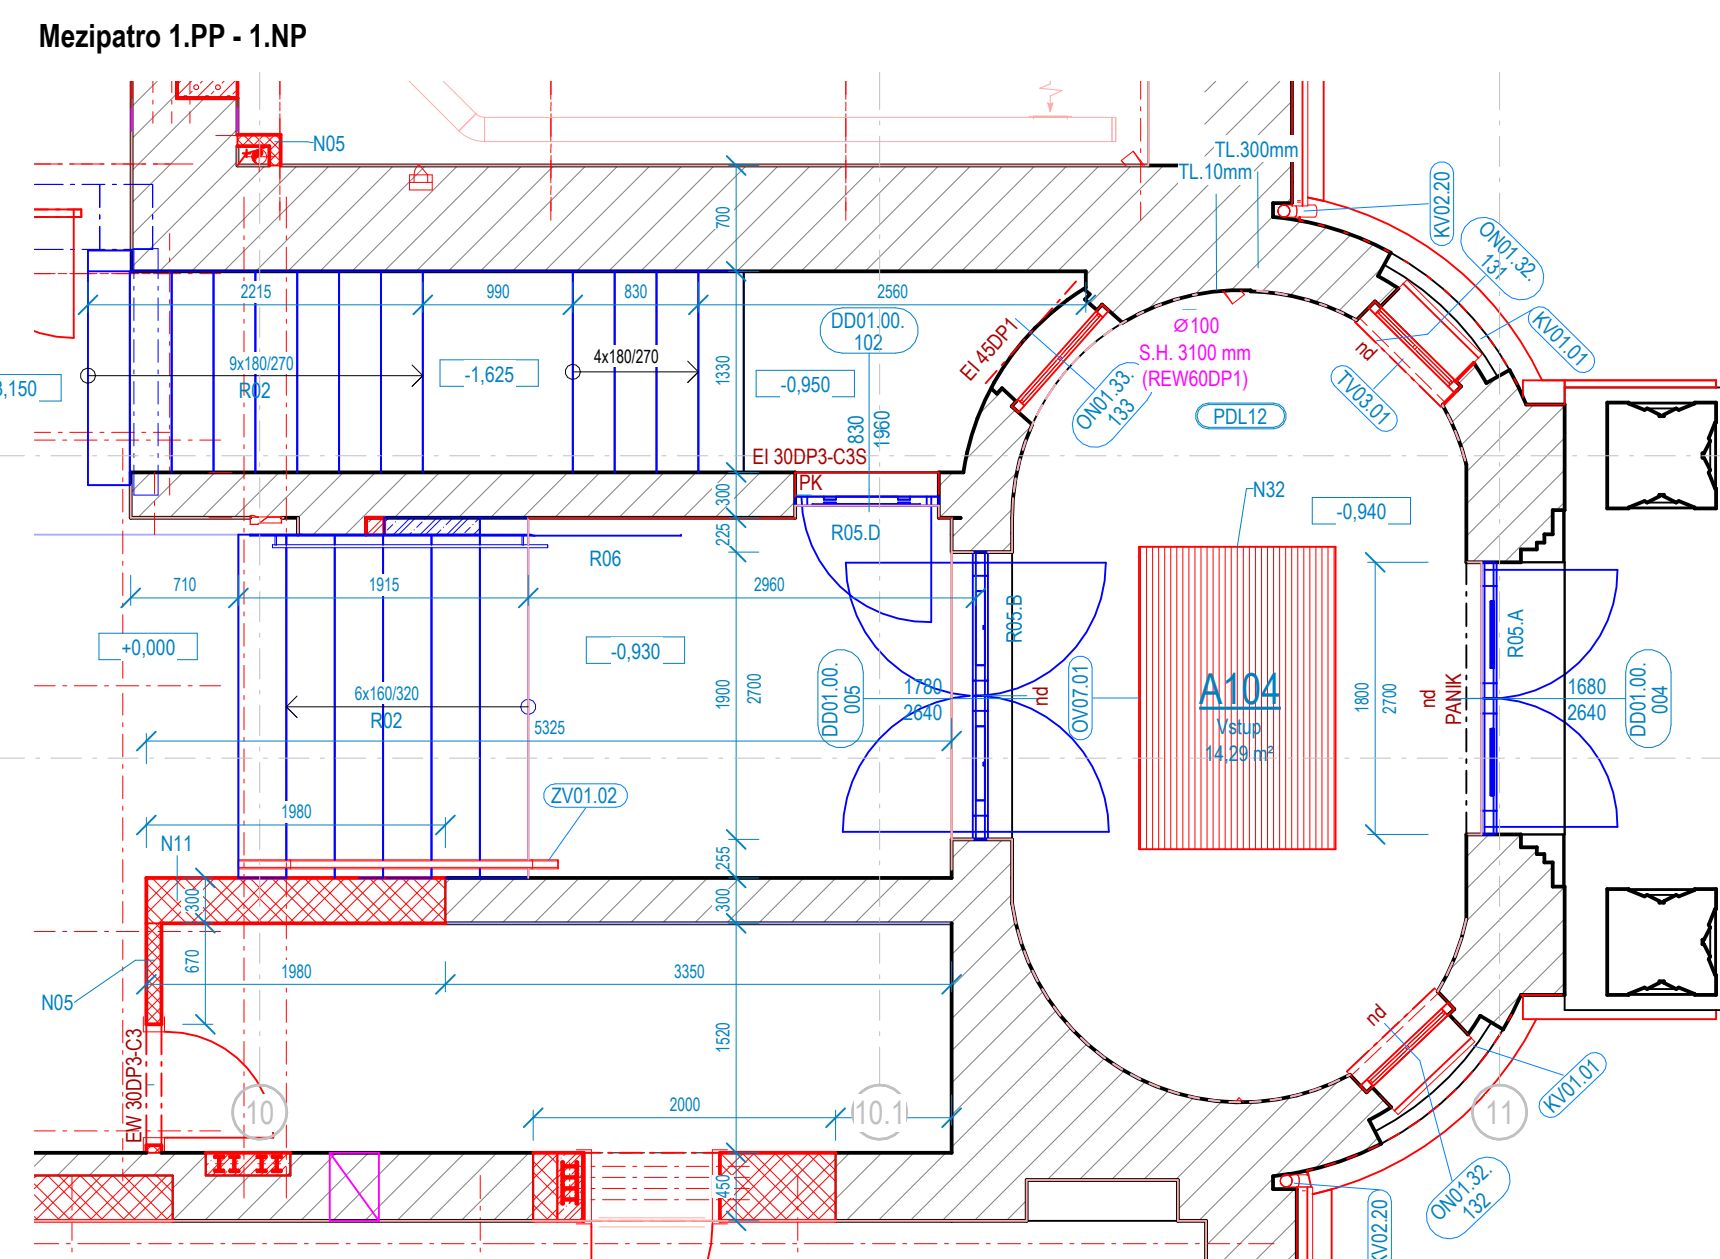 Mezipatro 1.PP - 1.NP
N05
TL.300mm
TL.10mm
KV02.20
ON01.32.
131
KV01.01
700
2215
990
830
2560
DD01.00.
102
EI 45DP1
Ø100
S.H. 3100 mm
(REW60DP1)
nd
9x180/270
R02
-1,625
4x180/270
1330
-0,950
ON01.33.
133
TV03.01
PDL12
3,150
830
1960
EI 30DP3-C3S
PK
300
N32
-0,940
225
R05.D
R06
710
1915
2960
R05.B
R05.A
+0,000
-0,930
6x160/320
R02
5325
1900
2700
DD01.00.
005
1780
2640
nd
OV07.01
A104
Vstup
14,29 m²
1800
2700
nd
PANIK
1680
2640
DD01.00.
004
ZV01.02
1980
N11
255
300
300
670
1980
3350
N05
nd
1520
EW 30DP3-C3
10
2000
10.1
11
KV01.01
450
ON01.32.
132
KV02.20